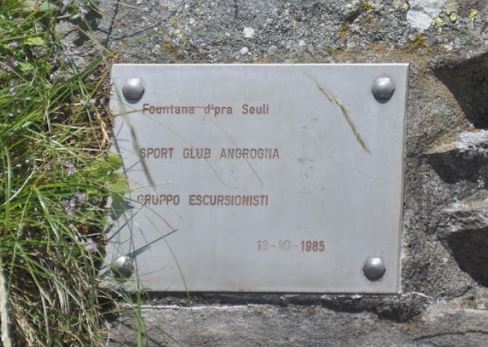 Fountana d'pra Seuli
SPORT CLUB ANGROGNA
GRUPPO ESCURSIONISTI
13-10-1985